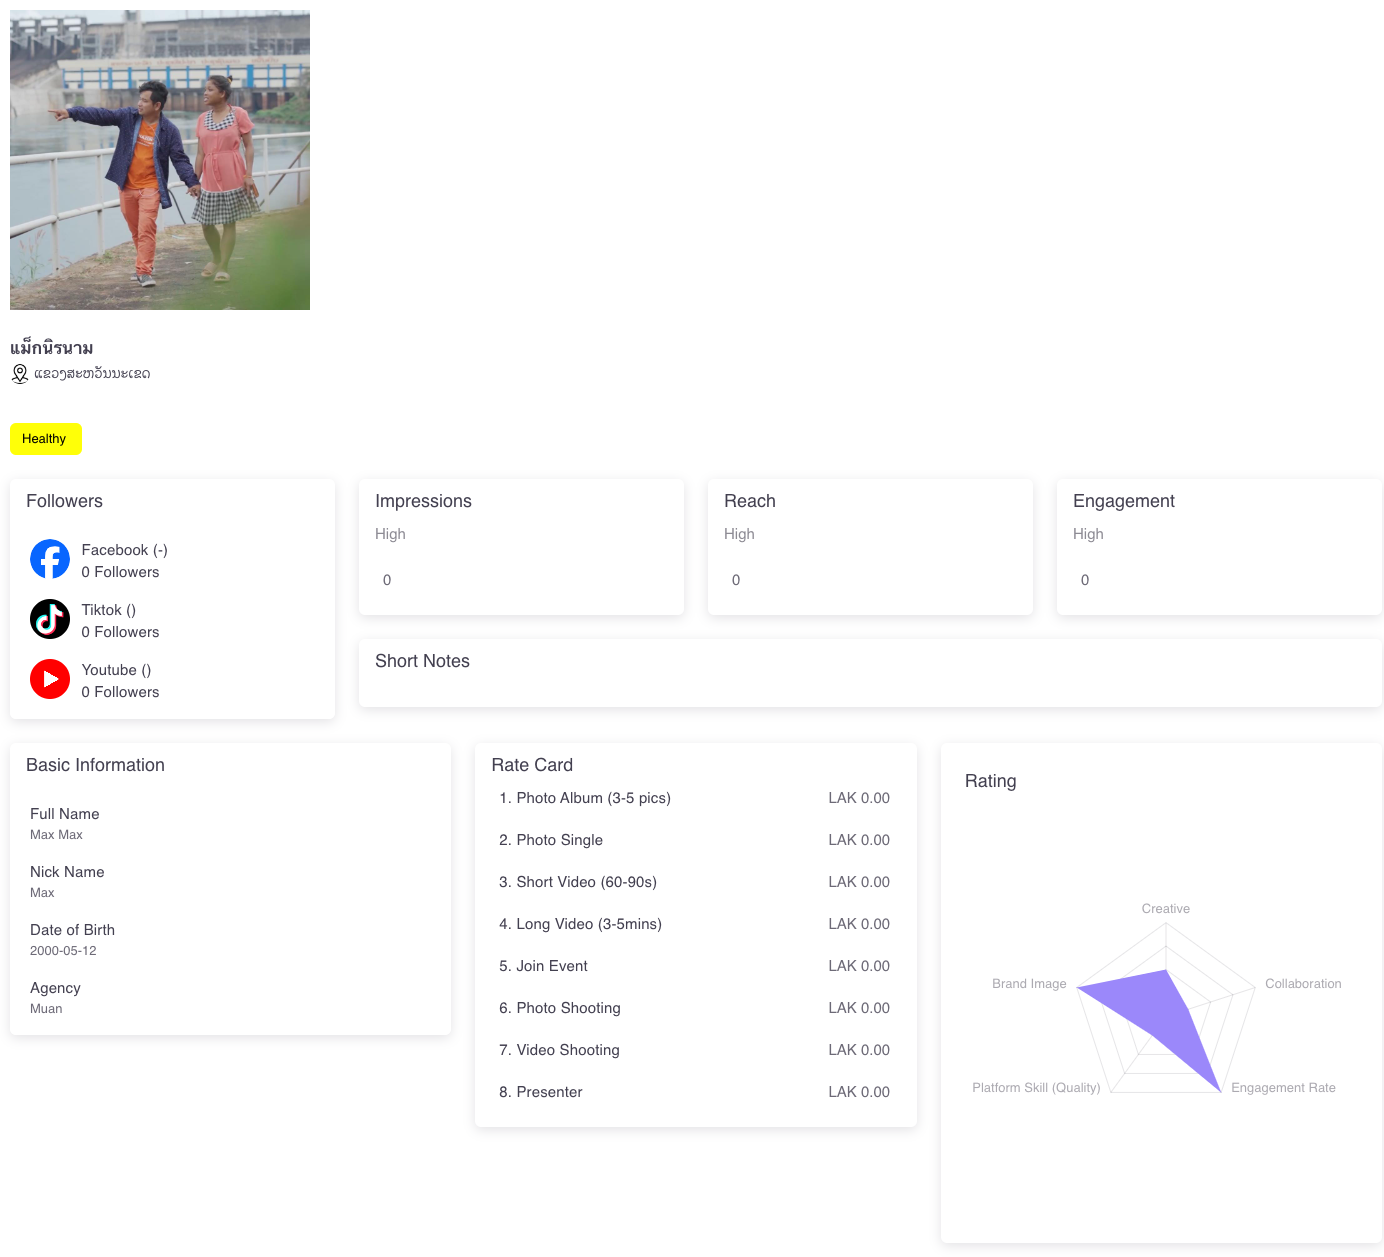 แม็กนิรนาม
ແຂວງສະຫວັນນະເຂດ
Healthy
Followers
Facebook (-)
0 Followers
Tiktok ()
0 Followers
Youtube ()
0 Followers
Impressions
High
0
Reach
High
0
Engagement
High
0
Short Notes
Basic Information
Full Name
Max Max
Nick Name
Max
Date of Birth
2000-05-12
Agency
Muan
Rate Card
1. Photo Album (3-5 pics) LAK 0.00
2. Photo Single LAK 0.00
3. Short Video (60-90s) LAK 0.00
4. Long Video (3-5mins) LAK 0.00
5. Join Event LAK 0.00
6. Photo Shooting LAK 0.00
7. Video Shooting LAK 0.00
8. Presenter LAK 0.00
Rating
Creative
Brand Image
Collaboration
Platform Skill (Quality)
Engagement Rate